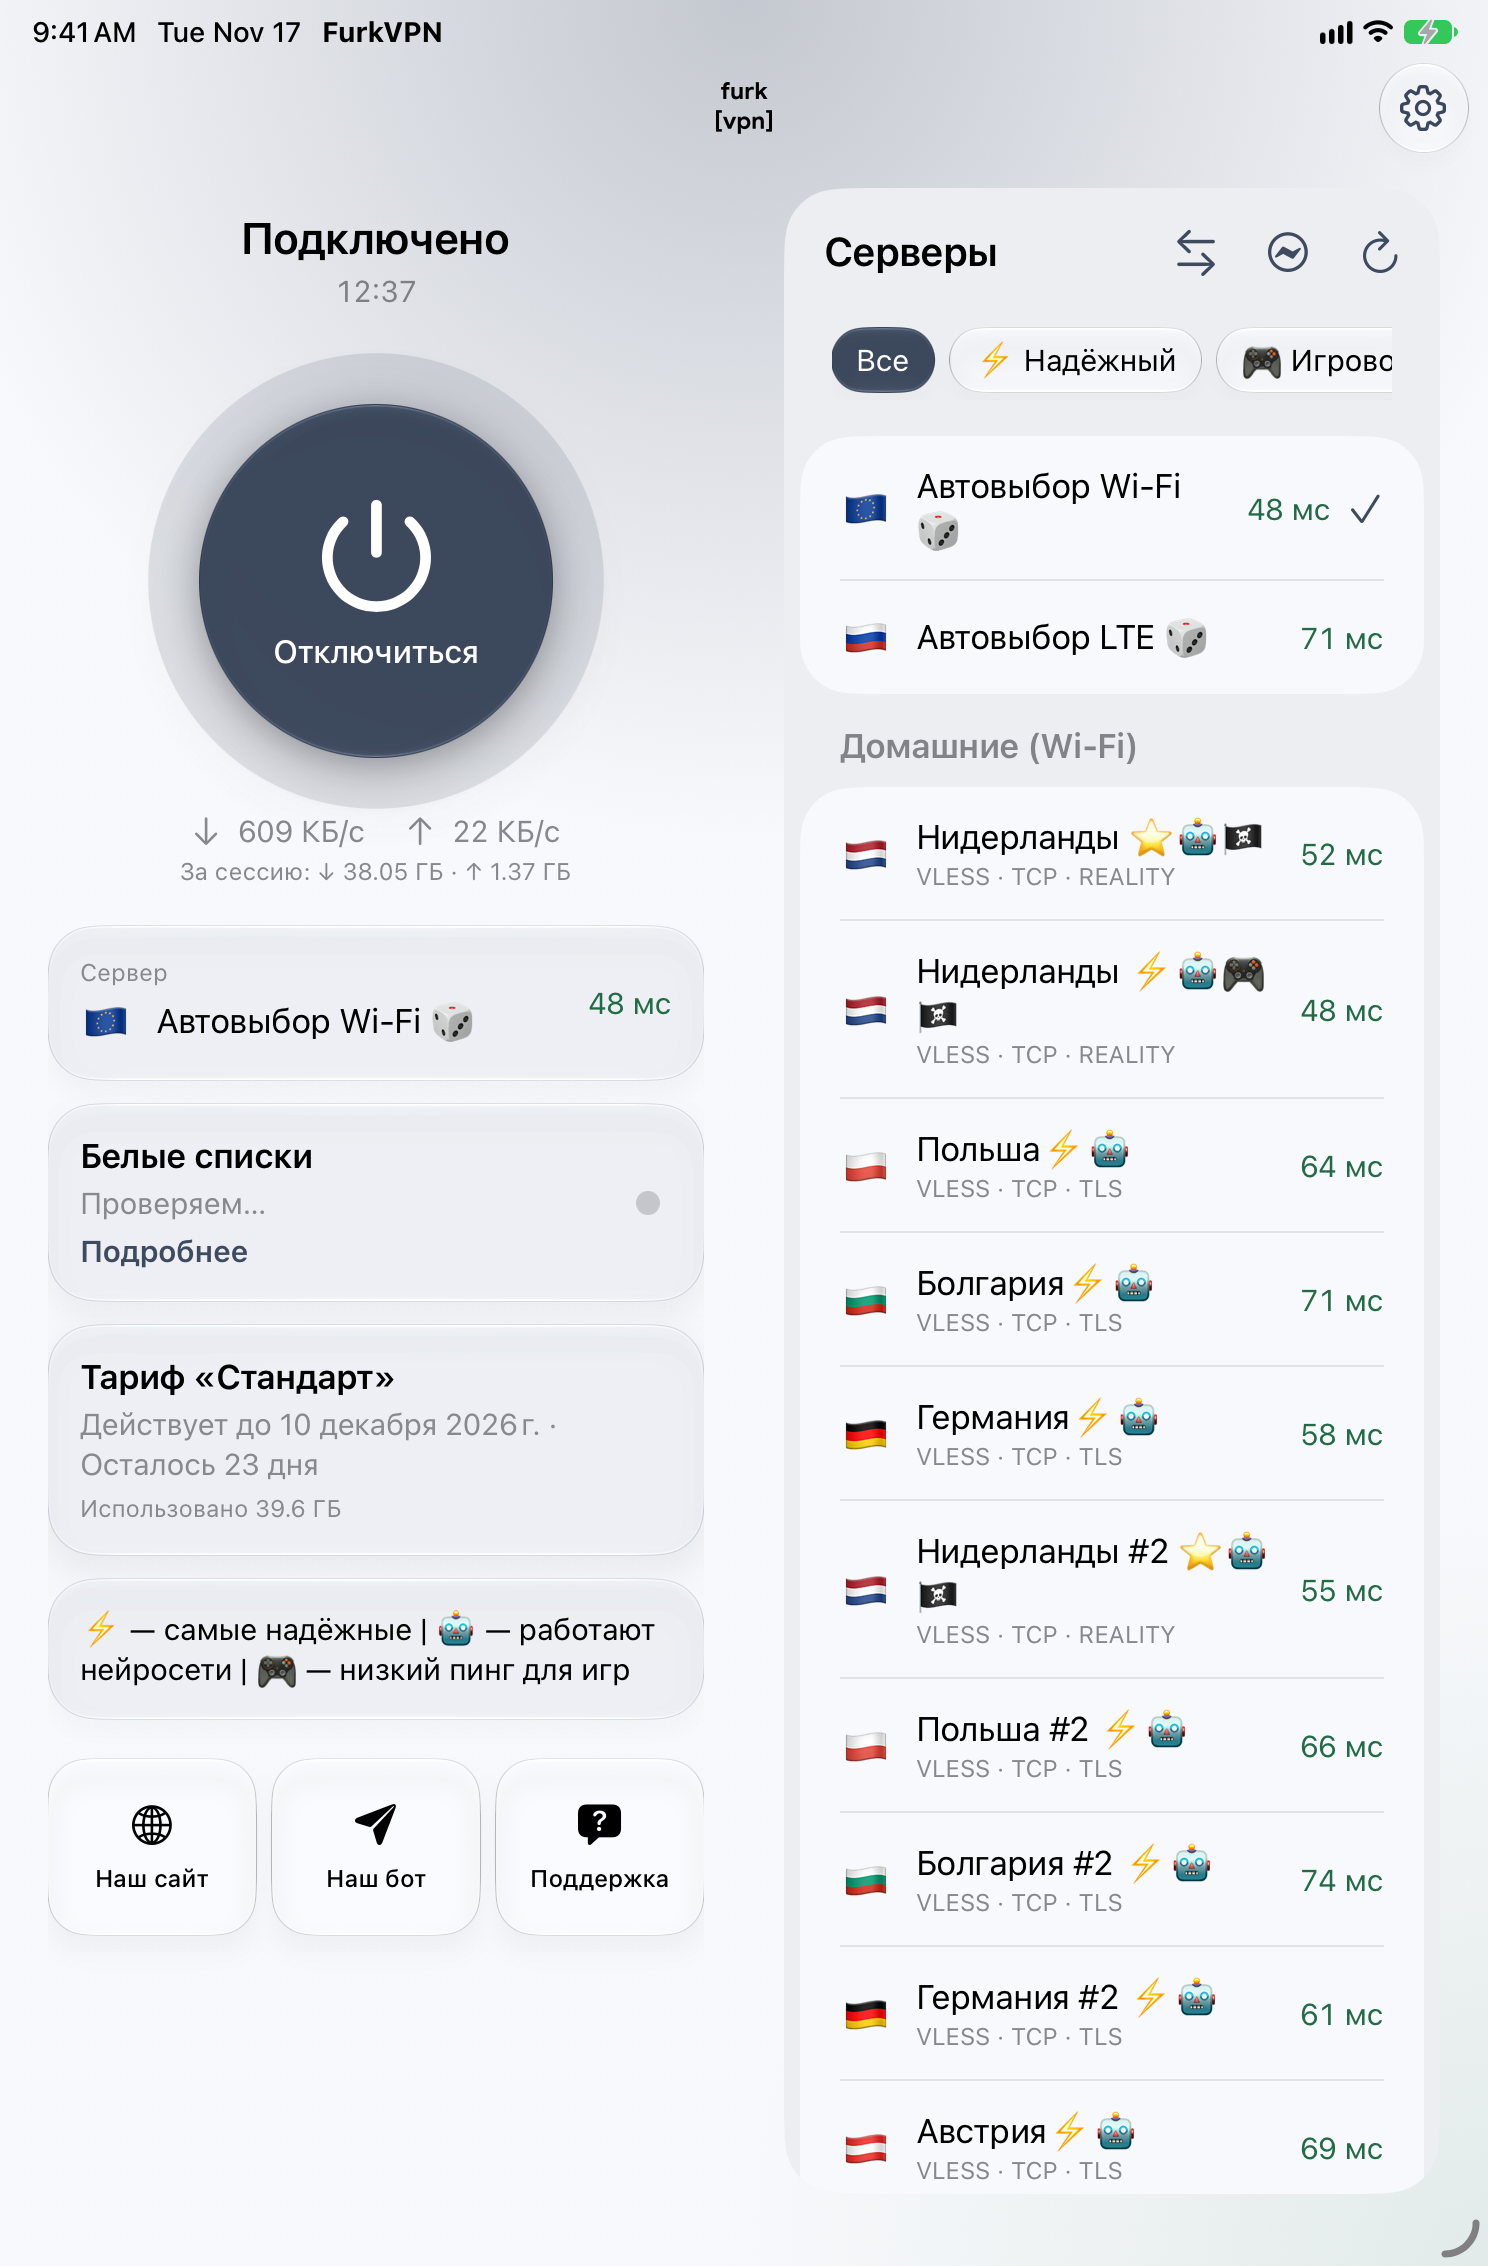 9:41 AM Tue Nov 17 FurkVPN
furk
[vpn]
Подключено
12:37
Отключиться
↓ 609 КБ/с ↑ 22 КБ/с
За сессию: ↓ 38.05 ГБ · ↑ 1.37 ГБ
Сервер
🇪🇺 Автовыбор Wi-Fi 🎲
48 мс
Белые списки
Проверяем...
Подробнее
Тариф «Стандарт»
Действует до 10 декабря 2026 г. ·
Осталось 23 дня
Использовано 39.6 ГБ
⚡ — самые надёжные | 🤖 — работают
нейросети | 🎮 — низкий пинг для игр
Наш сайт
Наш бот
Поддержка
Серверы
Все
⚡ Надёжный
🎮 Игрово
Автовыбор Wi-Fi
🎲
48 мс
Автовыбор LTE 🎲
71 мс
Домашние (Wi-Fi)
Нидерланды ⭐🤖🏴‍☠️
VLESS · TCP · REALITY
52 мс
Нидерланды ⚡🤖🎮
🏴‍☠️
VLESS · TCP · REALITY
48 мс
Польша⚡🤖
VLESS · TCP · TLS
64 мс
Болгария⚡🤖
VLESS · TCP · TLS
71 мс
Германия⚡🤖
VLESS · TCP · TLS
58 мс
Нидерланды #2 ⭐🤖
🏴‍☠️
VLESS · TCP · REALITY
55 мс
Польша #2 ⚡🤖
VLESS · TCP · TLS
66 мс
Болгария #2 ⚡🤖
VLESS · TCP · TLS
74 мс
Германия #2 ⚡🤖
VLESS · TCP · TLS
61 мс
Австрия⚡🤖
VLESS · TCP · TLS
69 мс